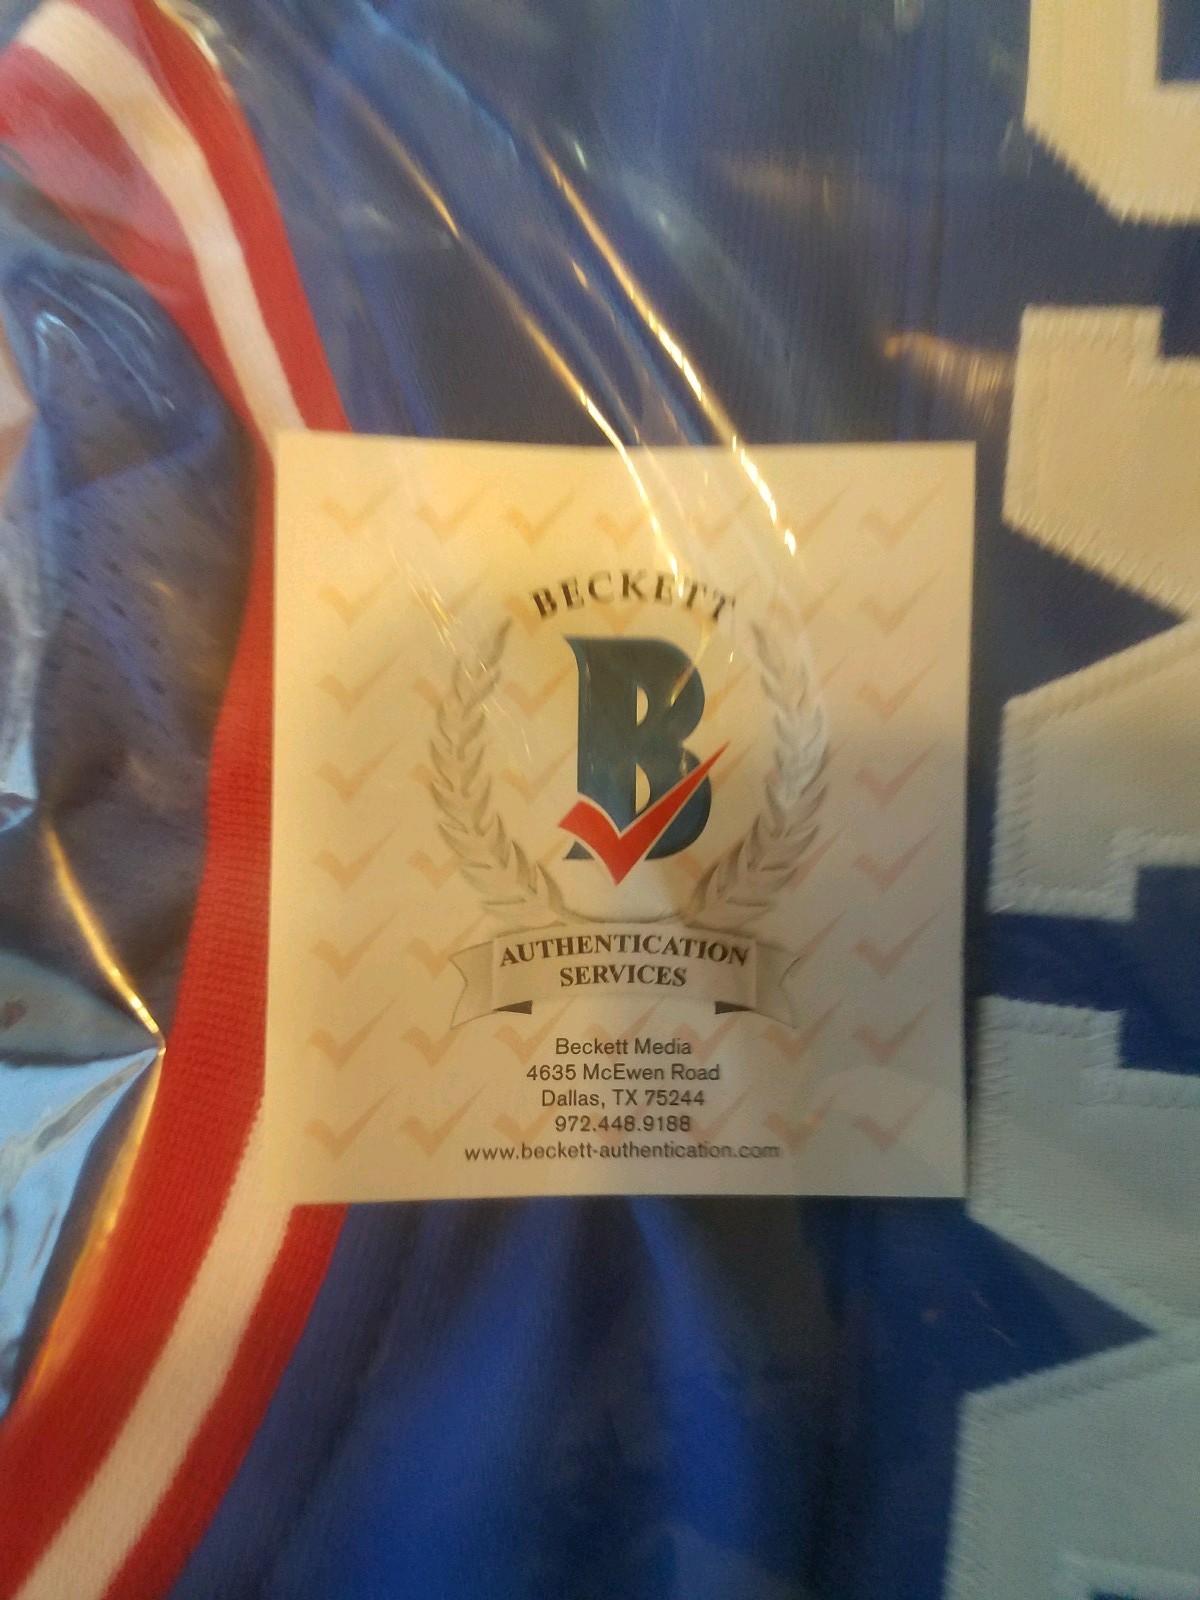 BECKETT
B
AUTHENTICATION
SERVICES
Beckett Media
4635 McEwen Road
Dallas, TX 75244
972.448.9188
www.beckett-authentication.com